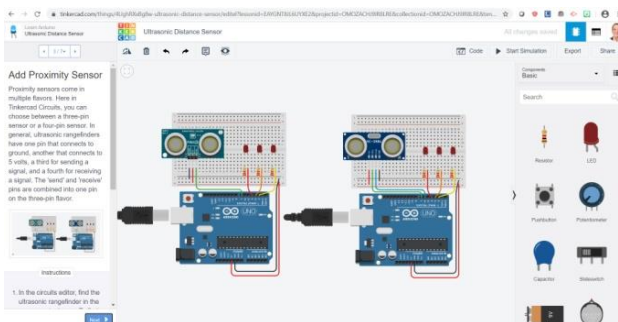 Learn Arduino
Ultrasonic Distance Sensor
Ultrasonic Distance Sensor
All changes saved
Code
Start Simulation
Export
Share
Add Proximity Sensor
Proximity sensors come in
multiple flavors. Here in
Tinkercad Circuits, you can
choose between a three-pin
sensor or a four-pin sensor. In
general, ultrasonic rangefinders
have one pin that connects to
ground, another that connects to
5 volts, a third for sending a
signal, and a fourth for receiving
a signal. The 'send' and 'receive'
pins are combined into one pin
on the three-pin flavor.
Instructions
1. In the circuits editor, find the
ultrasonic rangefinder in the
Next
UNO
UNO
Components
Basic
Search
Resistor
LED
Pushbutton
Potentiometer
Capacitor
Slideswitch